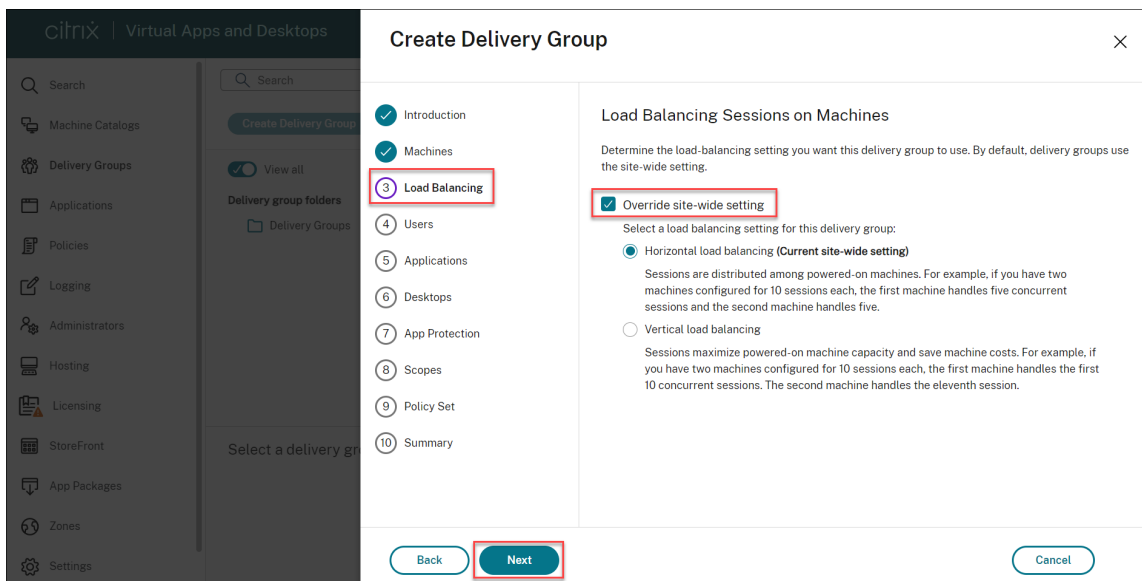 citrix | Virtual Apps and Desktops
Search
Machine Catalogs
Delivery Groups
Applications
Policies
Logging
Administrators
Hosting
Licensing
StoreFront
App Packages
Zones
Settings
Search
Create Delivery Group
View all
Delivery group folders
Delivery Groups
Select a delivery gr
Create Delivery Group
Introduction
Machines
3 Load Balancing
4 Users
5 Applications
6 Desktops
7 App Protection
8 Scopes
9 Policy Set
10 Summary
Load Balancing Sessions on Machines
Determine the load-balancing setting you want this delivery group to use. By default, delivery groups use
the site-wide setting.
Override site-wide setting
Select a load balancing setting for this delivery group:
Horizontal load balancing (Current site-wide setting)
Sessions are distributed among powered-on machines. For example, if you have two
machines configured for 10 sessions each, the first machine handles five concurrent
sessions and the second machine handles five.
Vertical load balancing
Sessions maximize powered-on machine capacity and save machine costs. For example, if
you have two machines configured for 10 sessions each, the first machine handles the first
10 concurrent sessions. The second machine handles the eleventh session.
Back
Next
Cancel